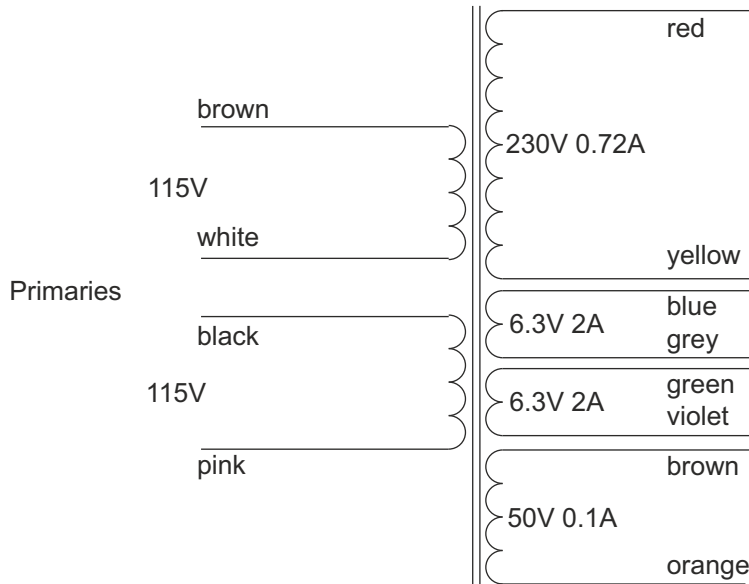 red
brown
230V 0.72A
115V
white
yellow
Primaries
blue
6.3V 2A
grey
black
green
115V
6.3V 2A
violet
pink
brown
50V 0.1A
orange